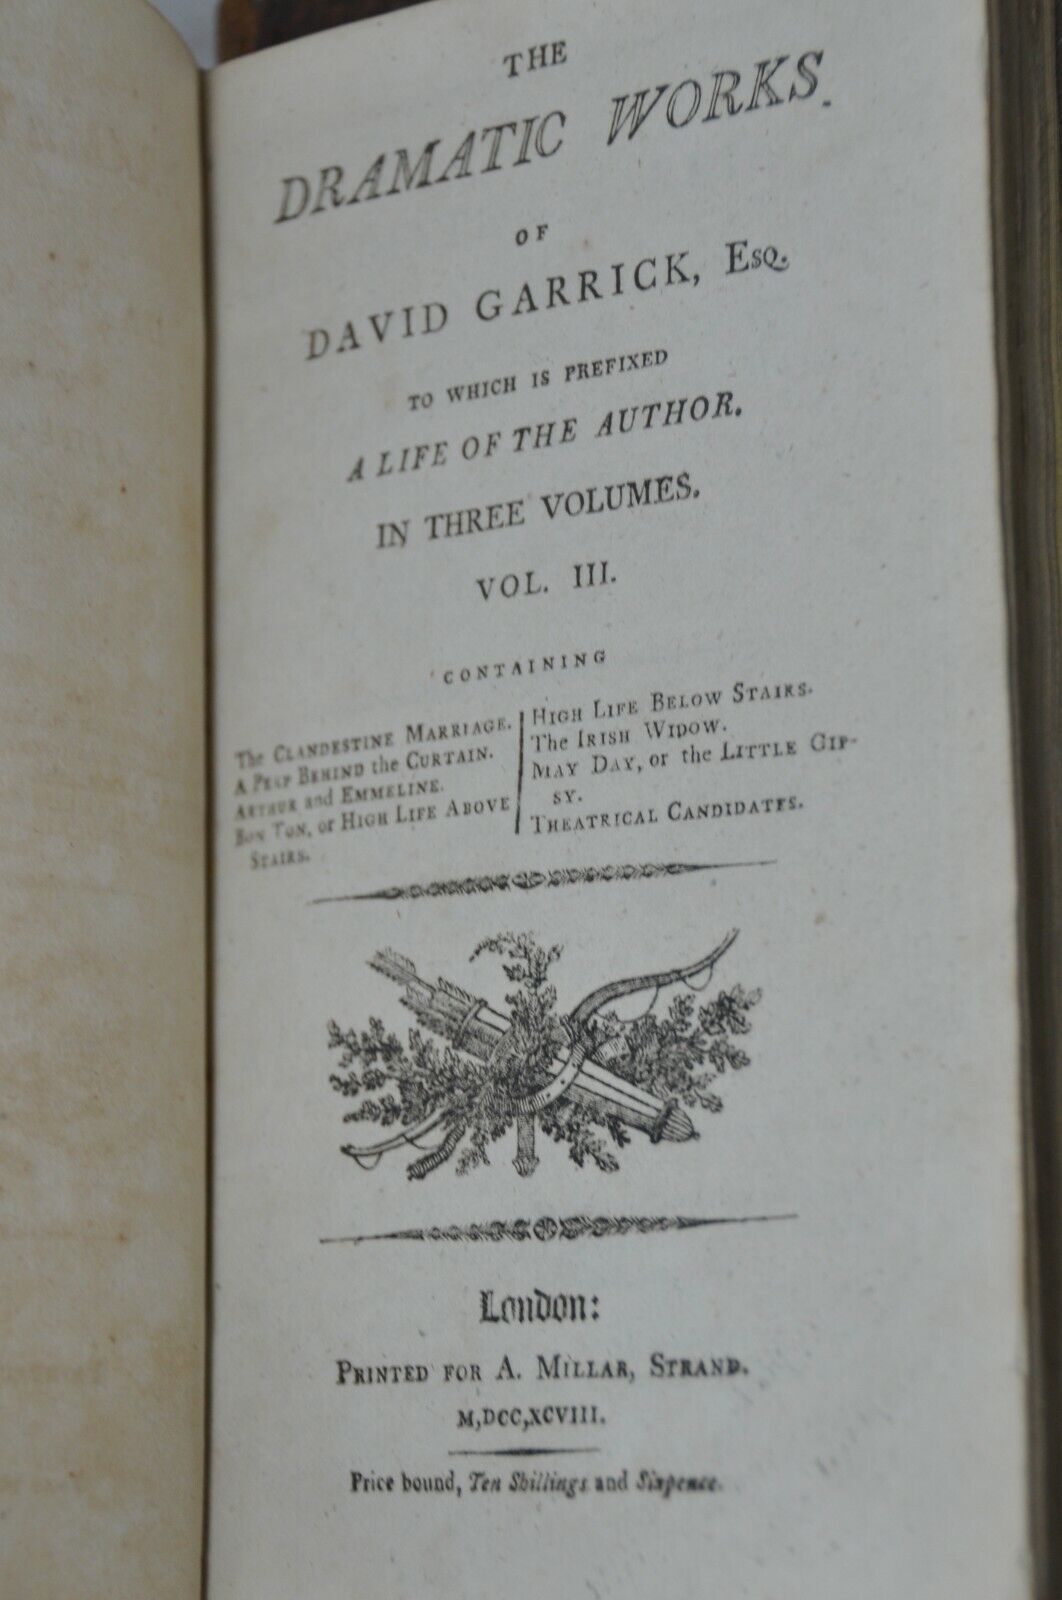 THE
DRAMATIC WORKS.
OF
DAVID GARRICK, ESQ.
TO WHICH IS PREFIXED
A LIFE OF THE AUTHOR.
IN THREE VOLUMES.
VOL. III.
CONTAINING
The CLANDESTINE MARRIAGE.
A PEEP BEHIND the CURTAIN.
ARTHUR and EMMELINE.
BON TON, or HIGH LIFE ABOVE
STAIRS.
HIGH LIFE BELOW STAIRS.
The IRISH WIDOW.
MAY DAY, or the LITTLE GIP-
SY.
THEATRICAL CANDIDATES.
London:
PRINTED FOR A. MILLAR, STRAND.
M,DCC,XCVIII.
Price bound, Ten Shillings and Sixpence.